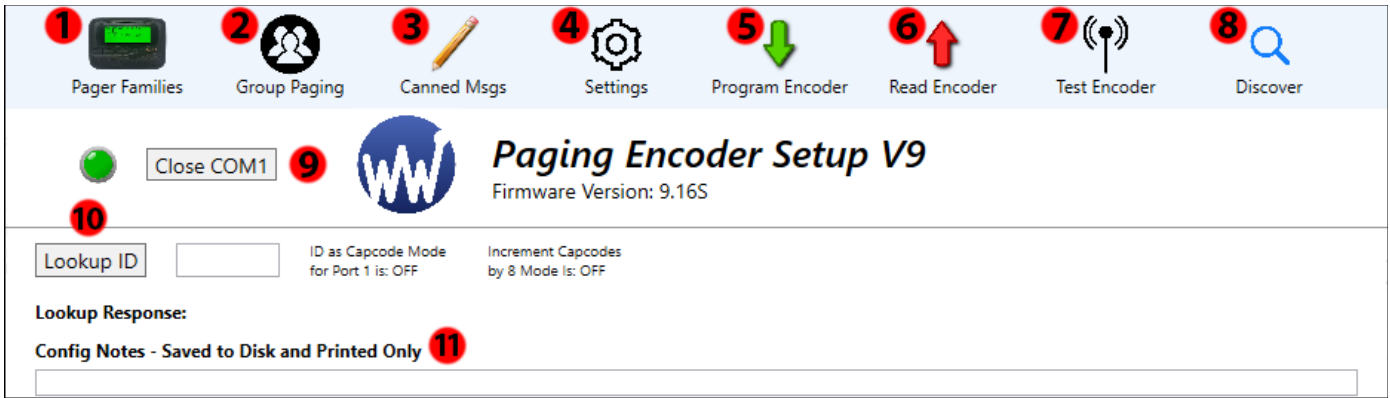 1 2 3 4 5 6 7 8
Pager Families Group Paging Canned Msgs Settings Program Encoder Read Encoder Test Encoder Discover
Close COM1 9 WW Paging Encoder Setup V9
Firmware Version: 9.16S
10
Lookup ID ID as Capcode Mode Increment Capcodes
for Port 1 is: OFF by 8 Mode Is: OFF
Lookup Response:
Config Notes - Saved to Disk and Printed Only 11